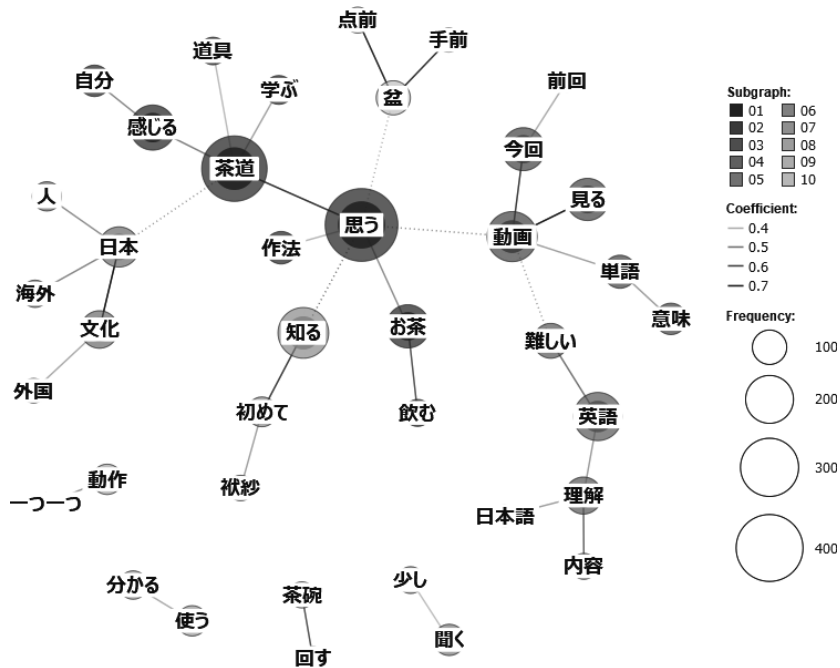 点前
手前
道具
自分
学ぶ
前回
盆
感じる
今回
茶道
人
見る
思う
動画
日本
作法
単語
海外
文化
知る
お茶
難しい
意味
外国
初めて
飲む
英語
動作
袱紗
一つ一つ
理解
日本語
内容
分かる
茶碗
少し
使う
聞く
回す
Subgraph:
01 06
02 07
03 08
04 09
05 10
Coefficient:
0.4
0.5
0.6
0.7
Frequency:
100
200
300
400